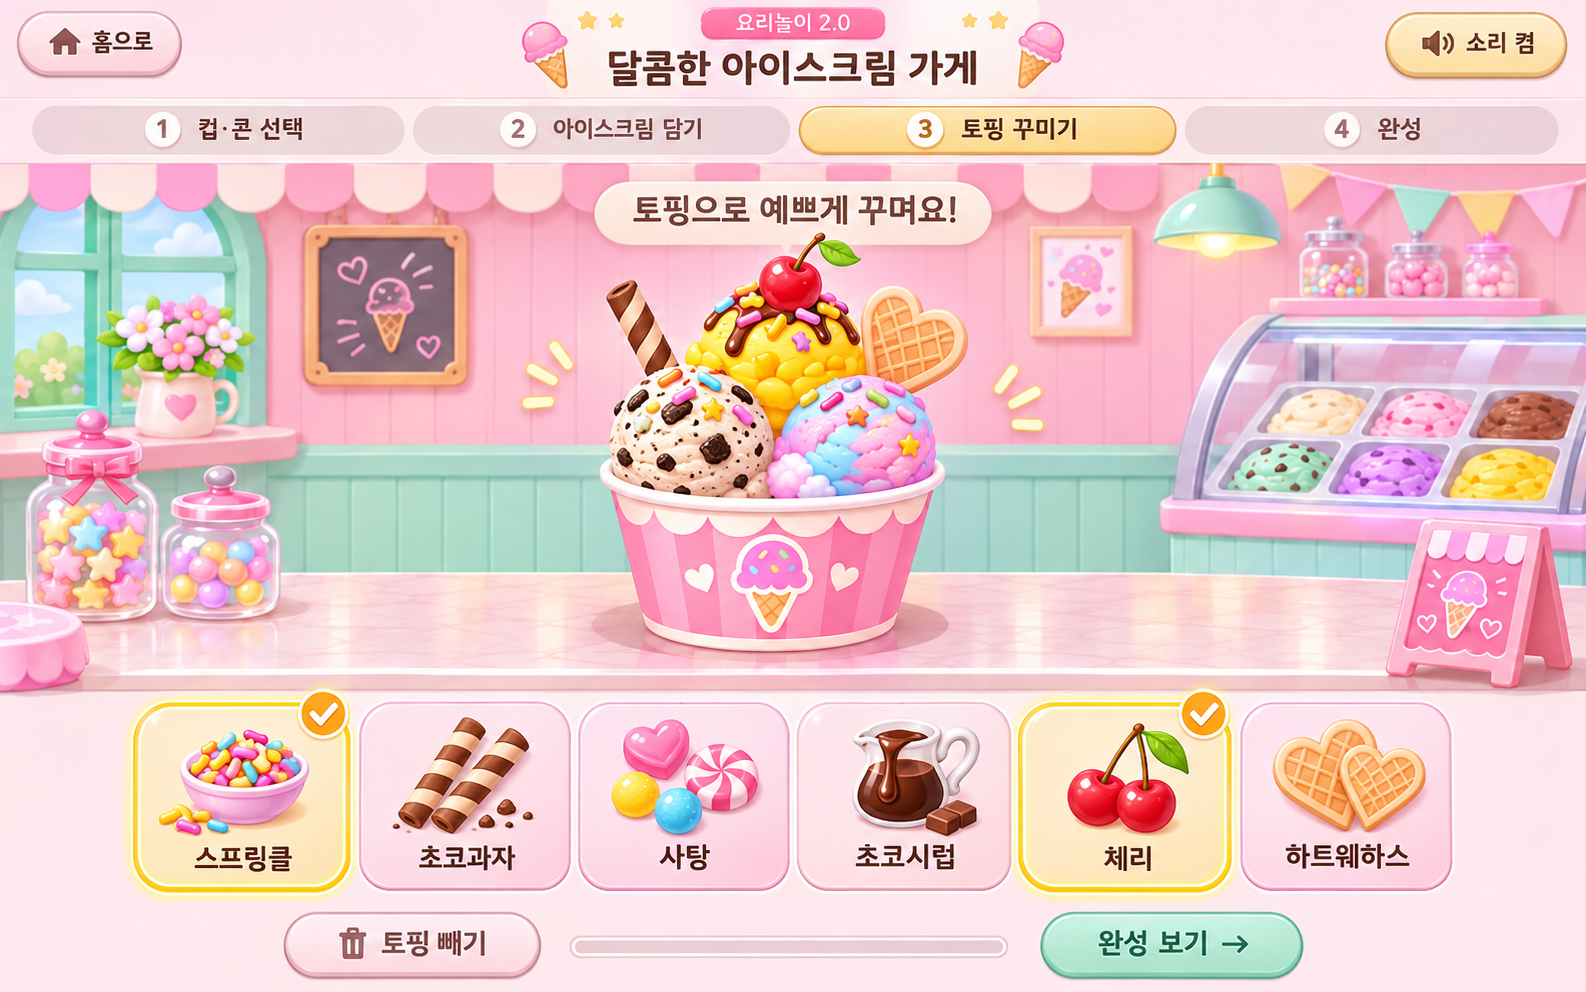 홈으로
요리놀이 2.0
달콤한 아이스크림 가게
소리 켬
1 컵·콘 선택
2 아이스크림 담기
3 토핑 꾸미기
4 완성
토핑으로 예쁘게 꾸며요!
스프링클
초코과자
사탕
초코시럽
체리
하트웨하스
토핑 빼기
완성 보기 →